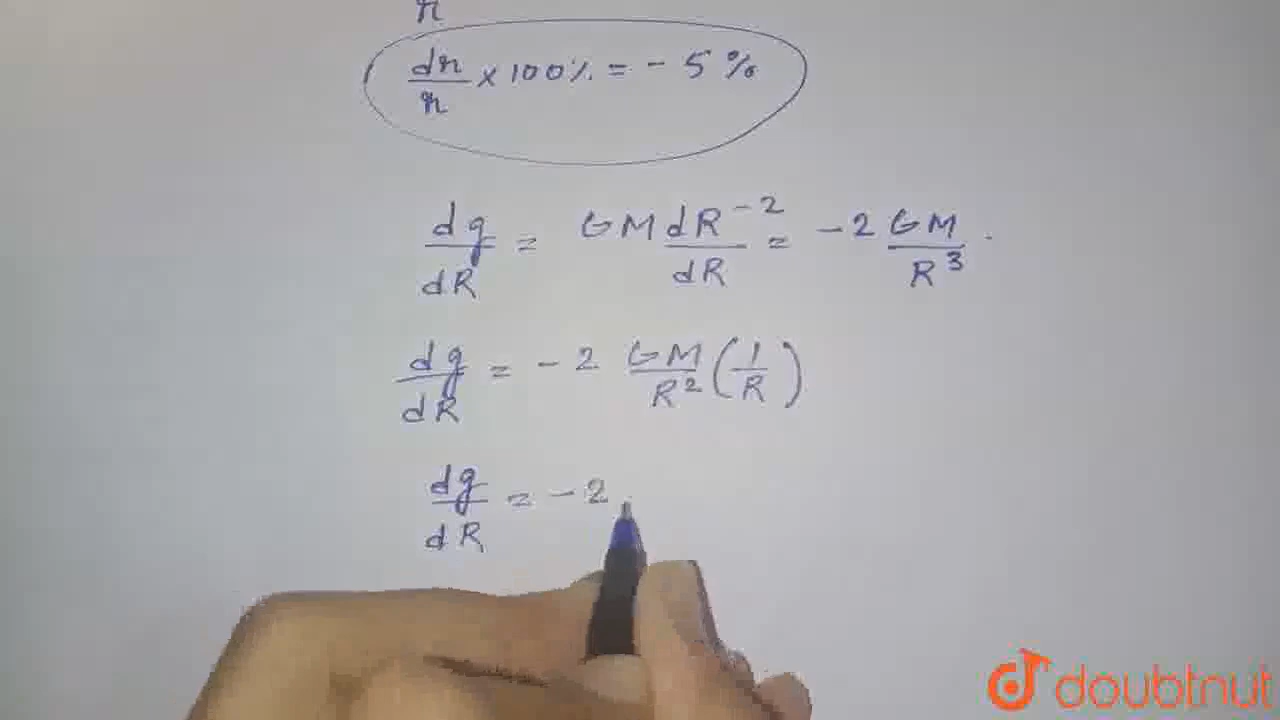 r
dr/r × 100% = - 5%
dg/dR = GM dR^-2/dR = -2 GM/R^3 .
dg/dR = -2 GM/R^2 (1/R)
dg/dR = -2
doubtnut